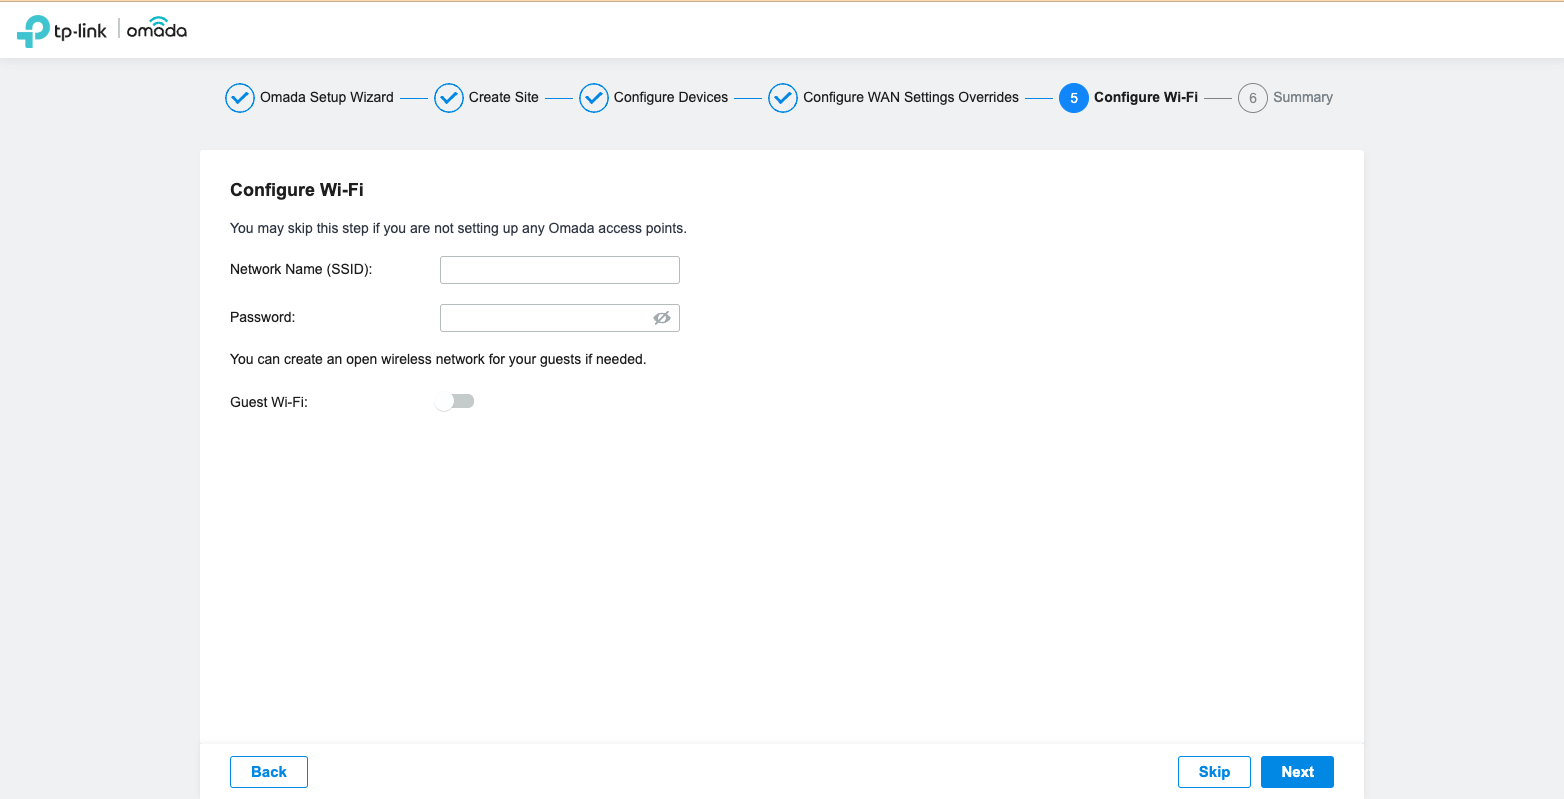 tp-link | omada
Omada Setup Wizard Create Site Configure Devices Configure WAN Settings Overrides 5 Configure Wi-Fi 6 Summary
Configure Wi-Fi
You may skip this step if you are not setting up any Omada access points.
Network Name (SSID):
Password:
You can create an open wireless network for your guests if needed.
Guest Wi-Fi:
Back Skip Next